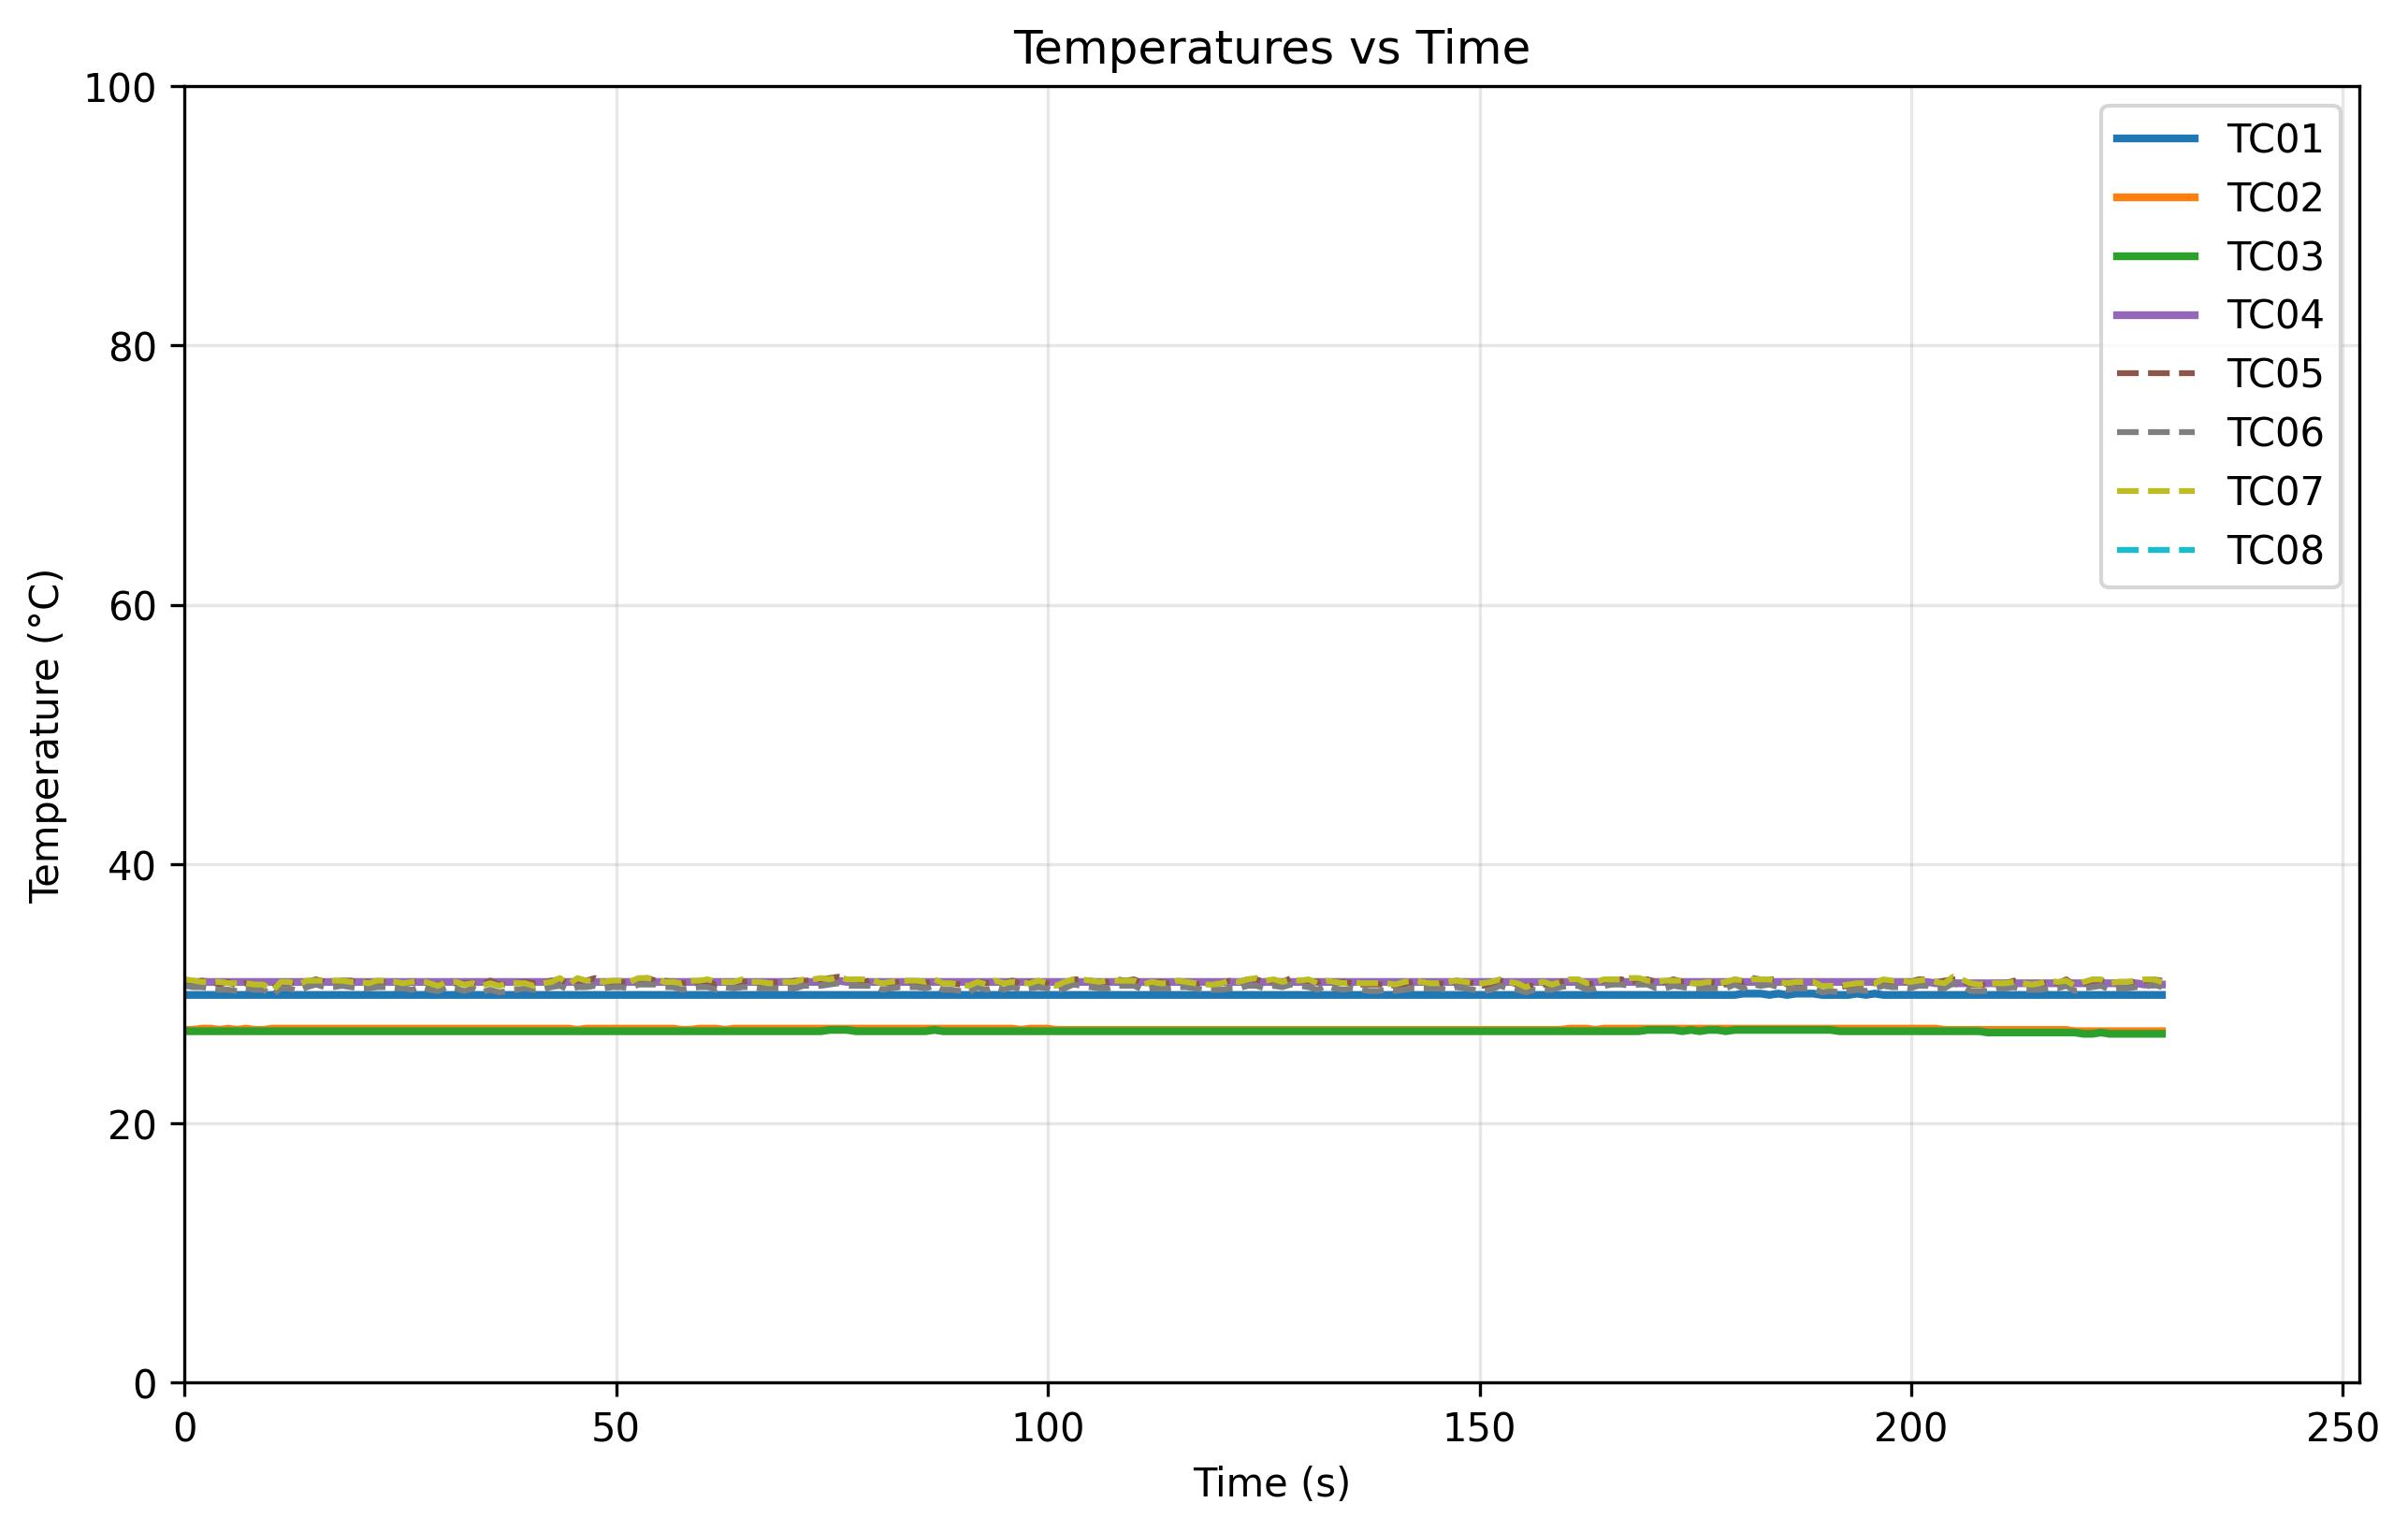 Temperatures vs Time
100
80
60
40
20
0
Temperature (°C)
0 50 100 150 200 250
Time (s)
TC01
TC02
TC03
TC04
TC05
TC06
TC07
TC08